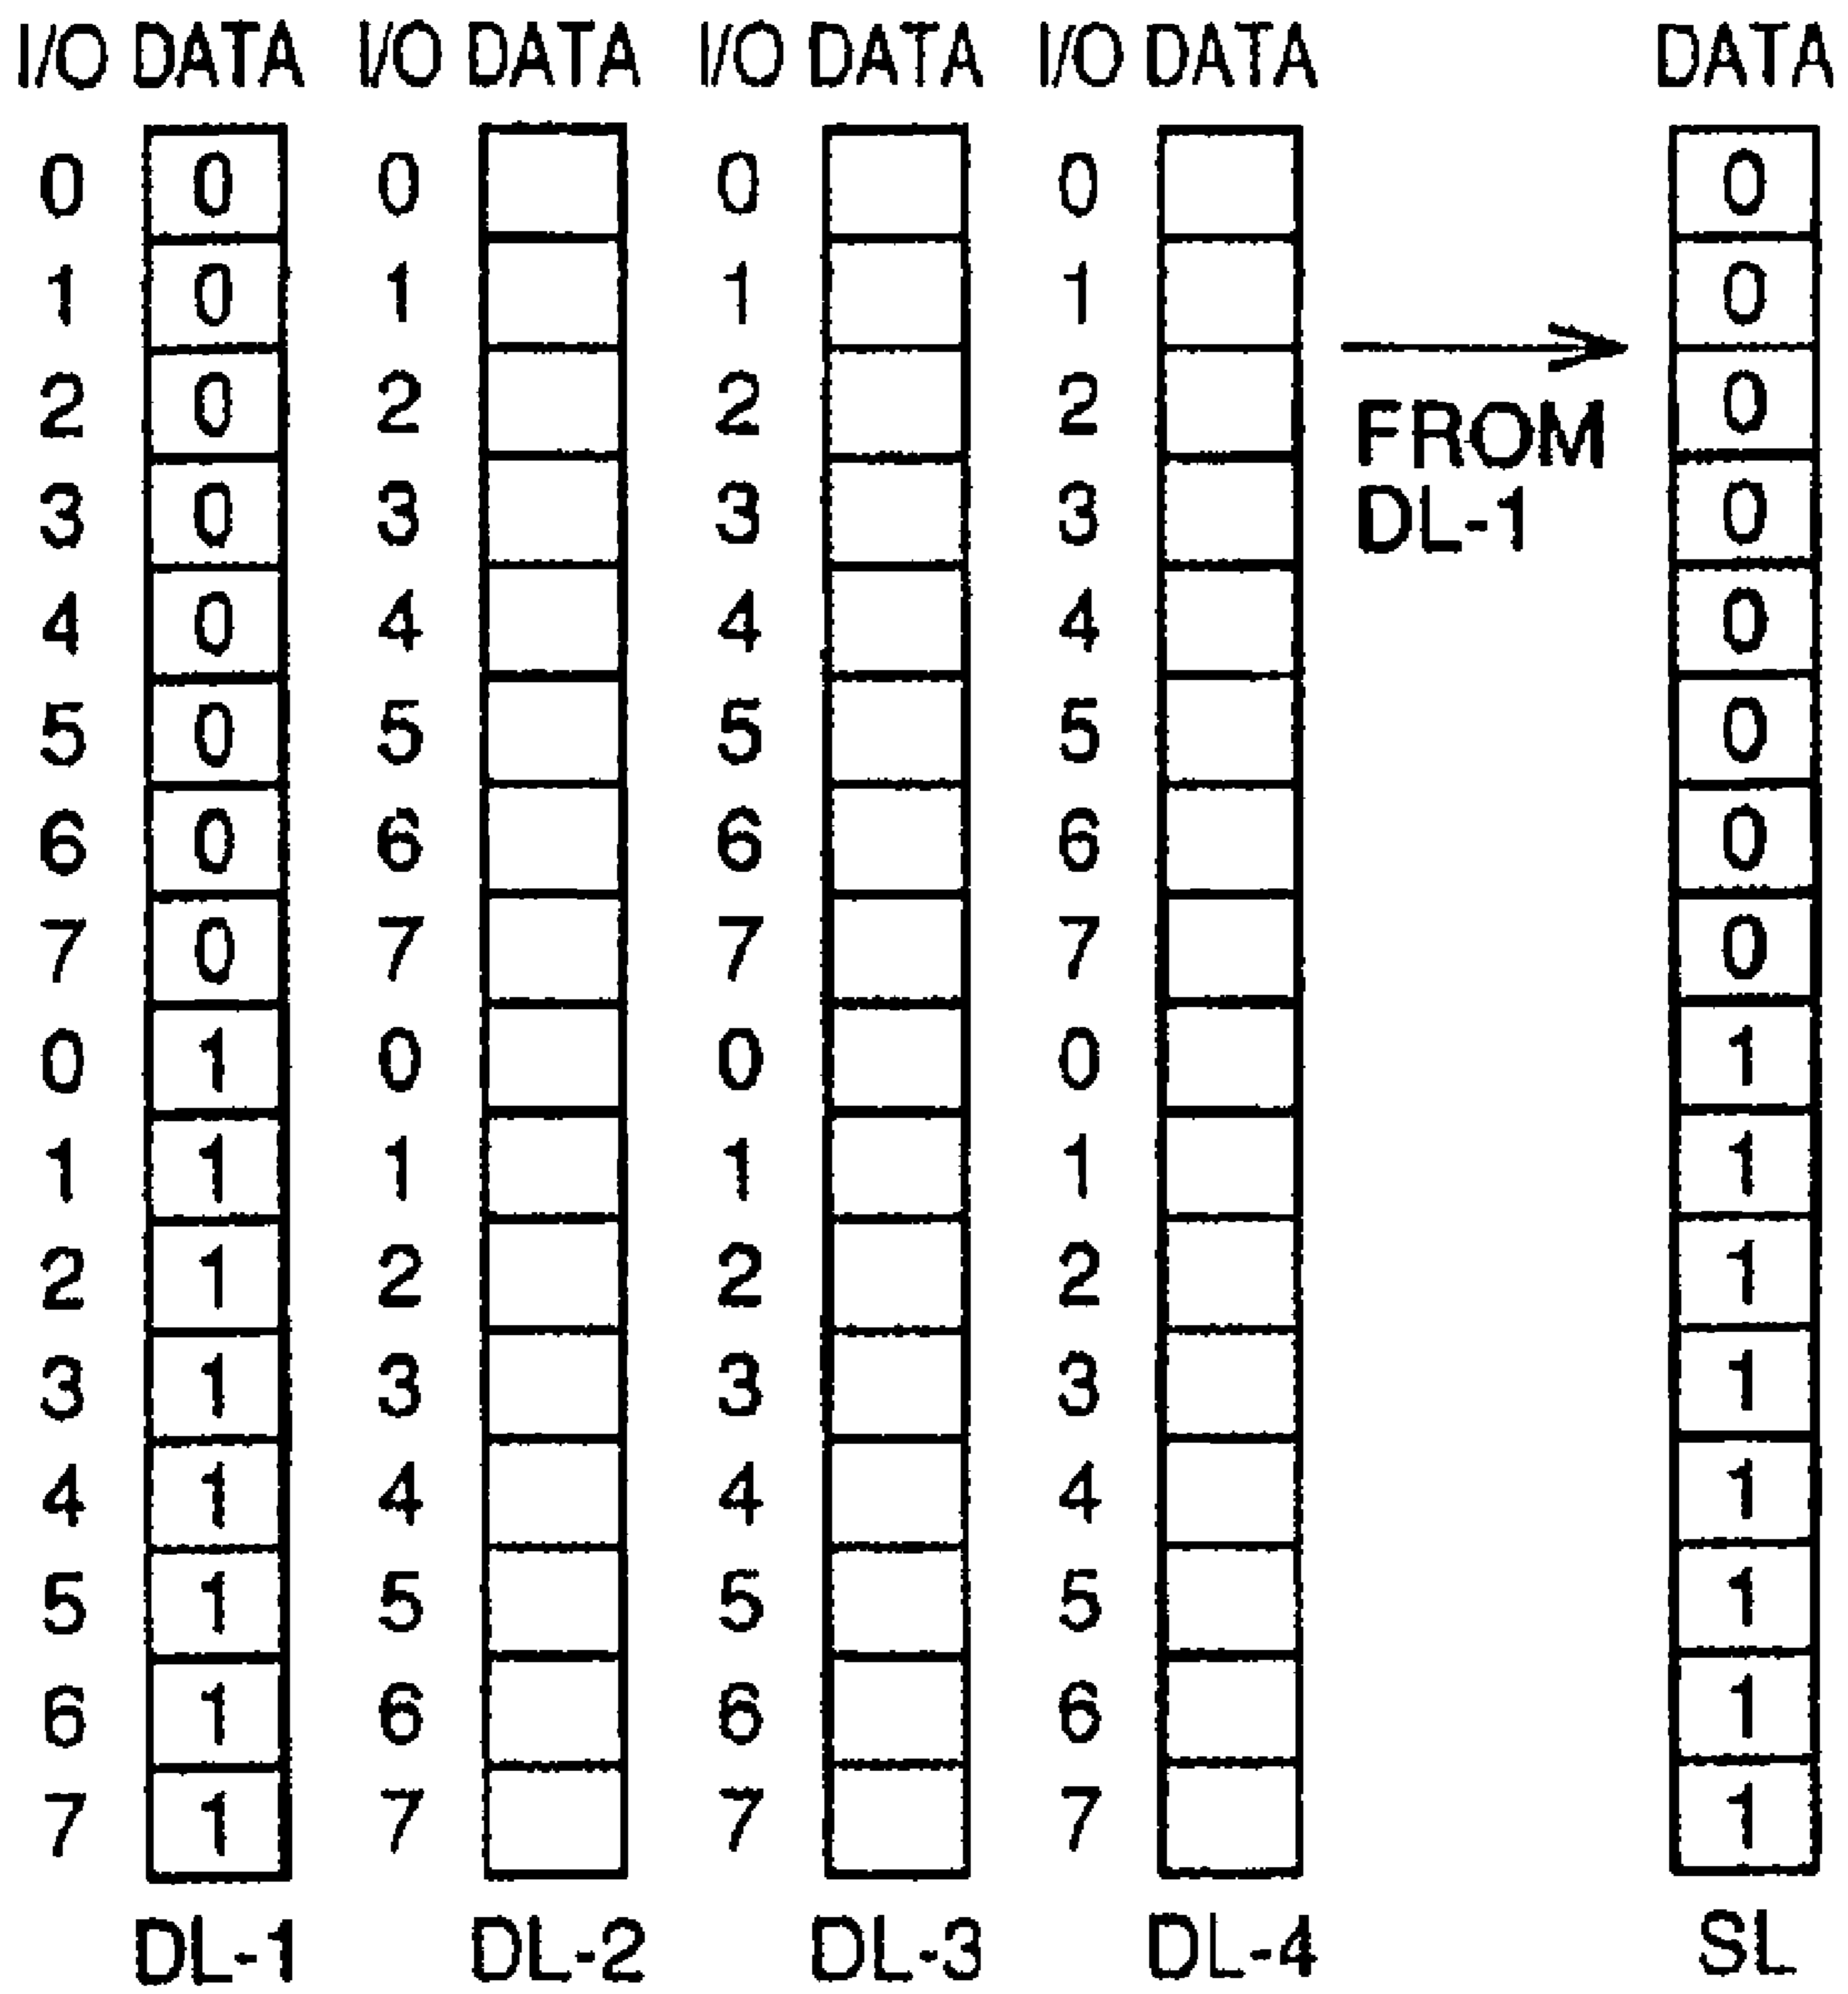 I/O DATA I/O DATA I/O DATA I/O DATA DATA
0 0 0 0 0 0
1 0 1 1 1 0
2 0 2 2 2 0
FROM
3 0 3 3 3 0
DL-1
4 0 4 4 4 0
5 0 5 5 5 0
6 0 6 6 6 0
7 0 7 7 7 0
0 1 0 0 0 1
1 1 1 1 1 1
2 1 2 2 2 1
3 1 3 3 3 1
4 1 4 4 4 1
5 1 5 5 5 1
6 1 6 6 6 1
7 1 7 7 7 1
DL-1 DL-2 DL-3 DL-4 SL